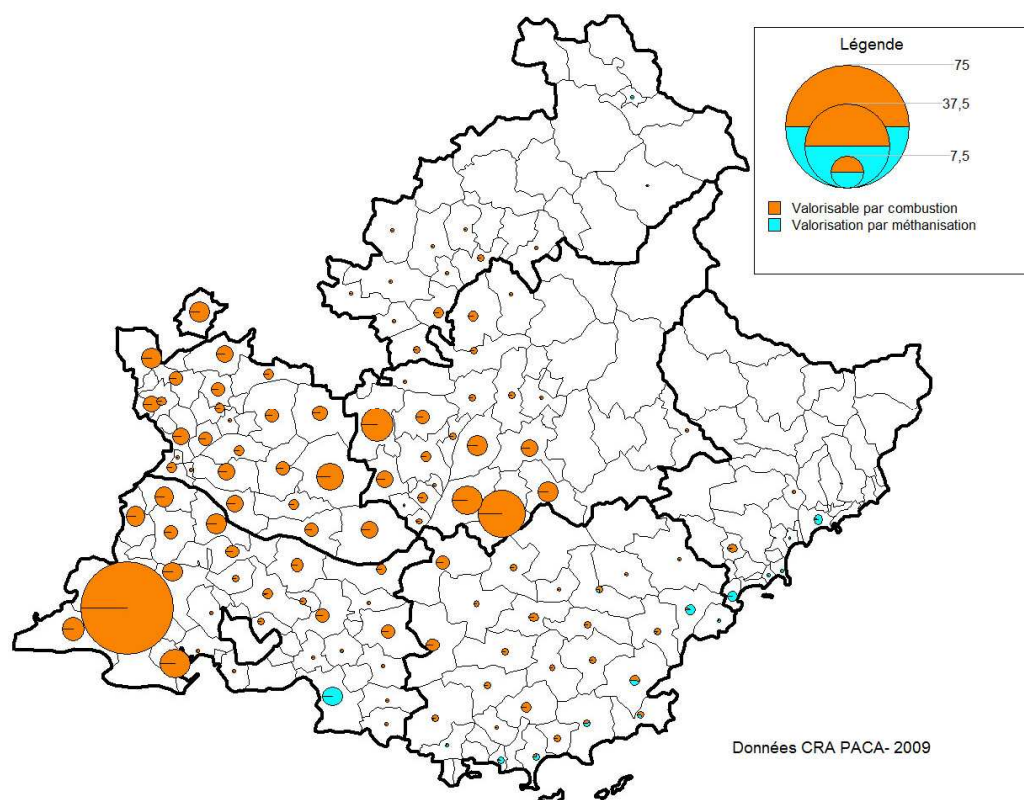 Légende
75
37,5
7,5
Valorisable par combustion
Valorisation par méthanisation
Données CRA PACA- 2009